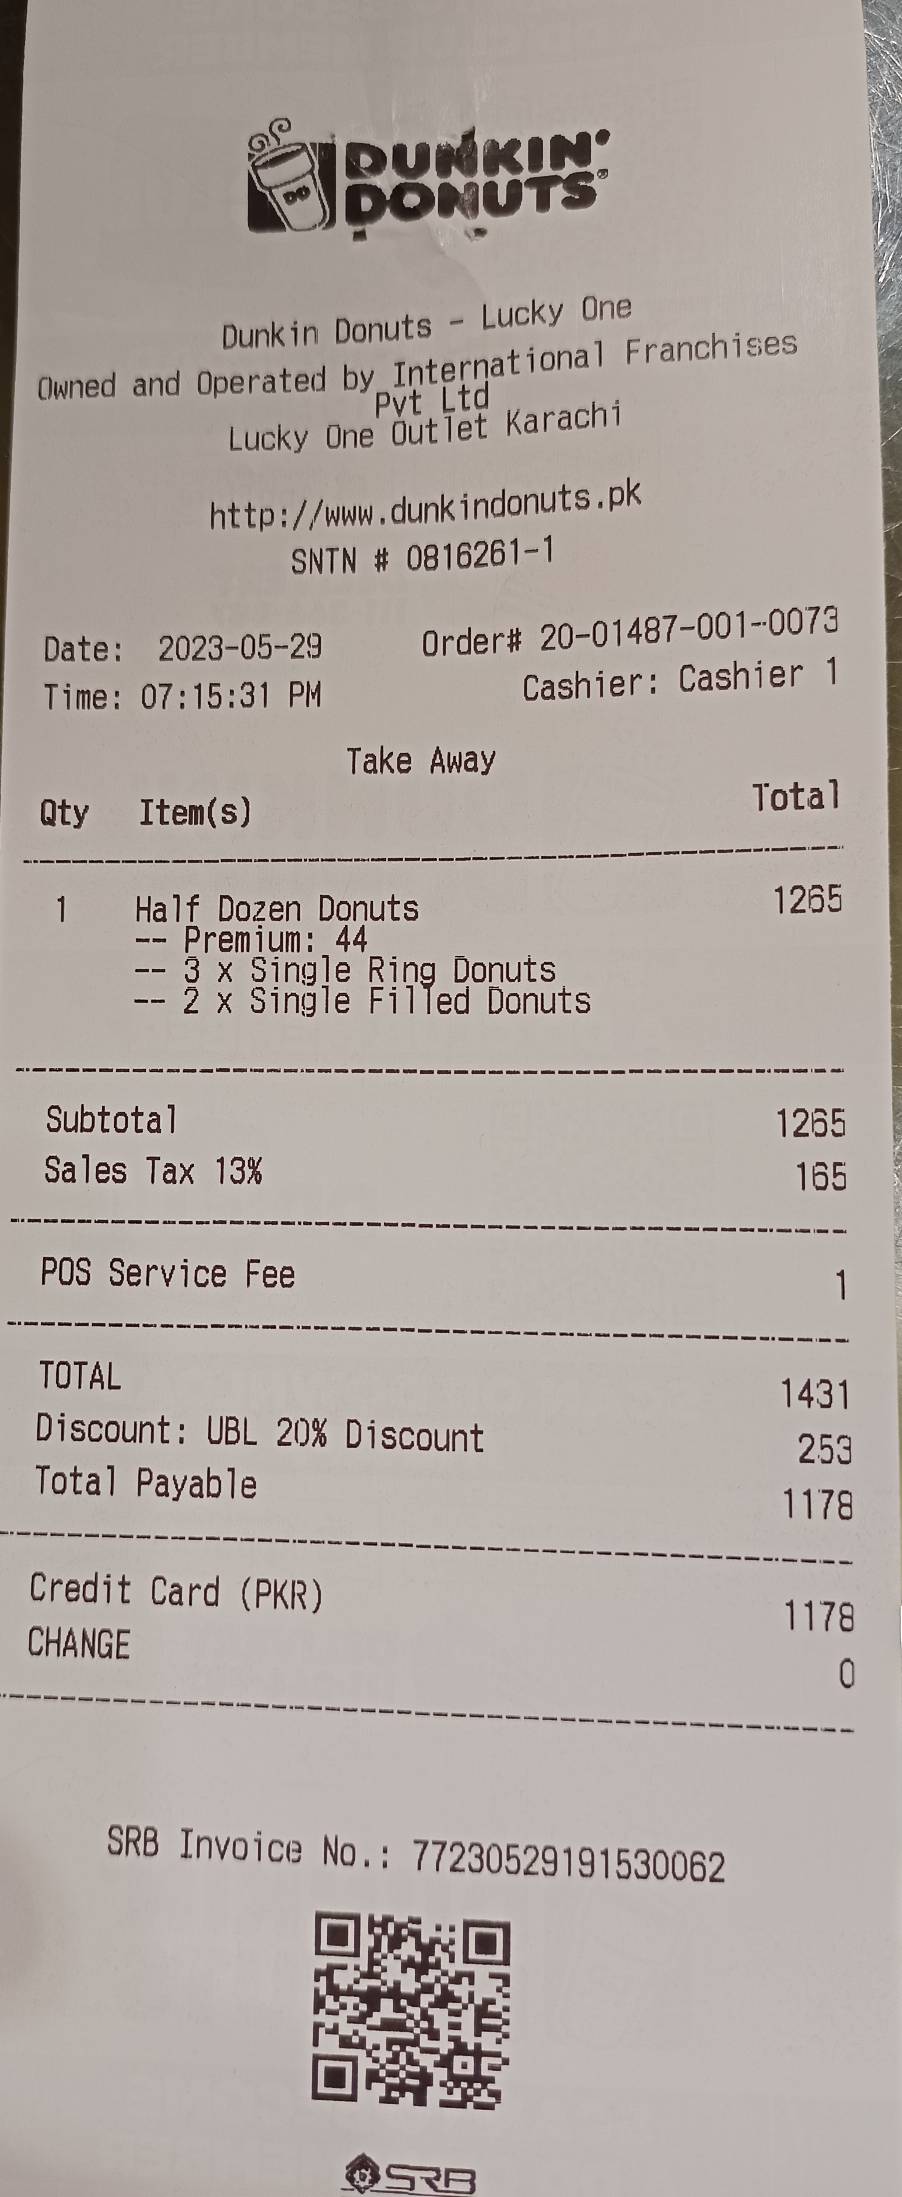 DUNKIN'
DONUTS®
DD
Dunkin Donuts - Lucky One
Owned and Operated by International Franchises
Pvt Ltd
Lucky One Outlet Karachi
http://www.dunkindonuts.pk
SNTN # 0816261-1
Date: 2023-05-29 Order# 20-01487-001-0073
Time: 07:15:31 PM Cashier: Cashier 1
Take Away
Qty Item(s) Total
1 Half Dozen Donuts 1265
-- Premium: 44
-- 3 x Single Ring Donuts
-- 2 x Single Filled Donuts
Subtotal 1265
Sales Tax 13% 165
POS Service Fee 1
TOTAL 1431
Discount: UBL 20% Discount 253
Total Payable 1178
Credit Card (PKR) 1178
CHANGE 0
SRB Invoice No.: 77230529191530062
SRB